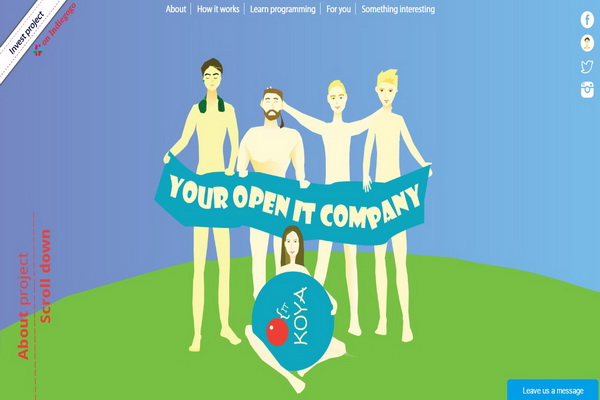 Invest project
on Indiegogo
About
How it works
Learn programming
For you
Something interesting
YOUR OPEN IT COMPANY
KOYA
About project
Scroll down
Leave us a message